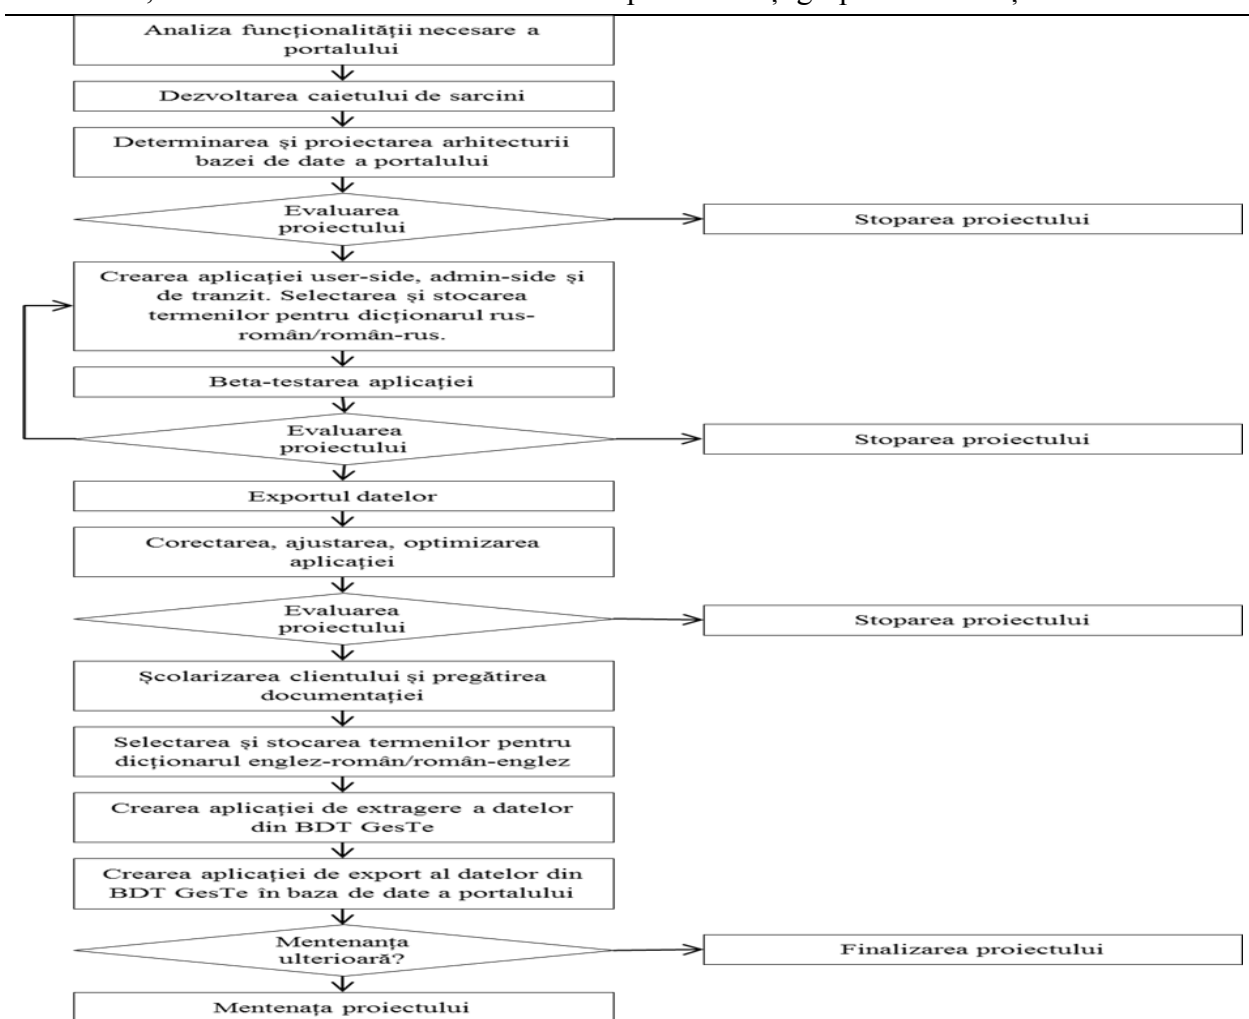 Analiza funcționalității necesare a
portalului
Dezvoltarea caietului de sarcini
Determinarea și proiectarea arhitecturii
bazei de date a portalului
Evaluarea
proiectului
Stoparea proiectului
Crearea aplicației user-side, admin-side și
de tranzit. Selectarea și stocarea
termenilor pentru dicționarul rus-
român/român-rus.
Beta-testarea aplicației
Evaluarea
proiectului
Stoparea proiectului
Exportul datelor
Corectarea, ajustarea, optimizarea
aplicației
Evaluarea
proiectului
Stoparea proiectului
Școlarizarea clientului și pregătirea
documentației
Selectarea și stocarea termenilor pentru
dicționarul englez-român/român-englez
Crearea aplicației de extragere a datelor
din BDT GesTe
Crearea aplicației de export al datelor din
BDT GesTe în baza de date a portalului
Mentenanța
ulterioară?
Finalizarea proiectului
Mentenața proiectului